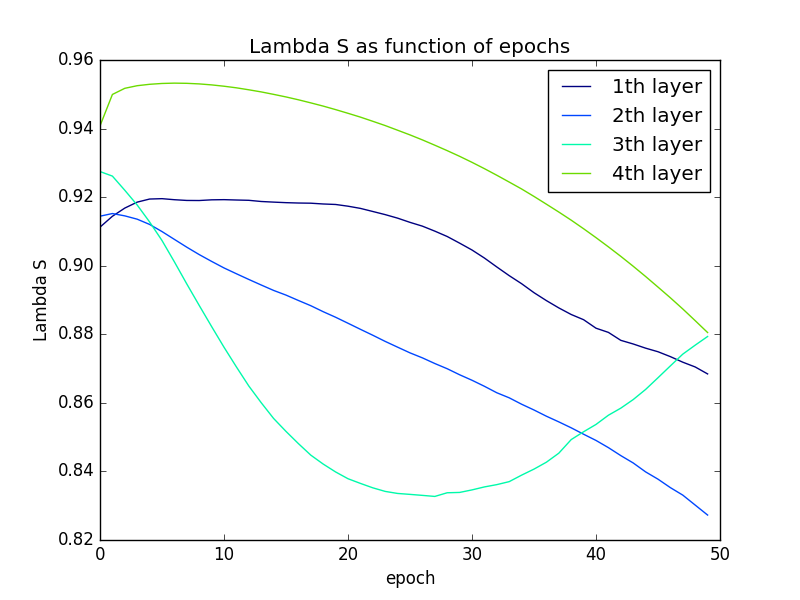 Lambda S as function of epochs
0.96
0.94
0.92
0.90
0.88
0.86
0.84
0.82
Lambda S
1th layer
2th layer
3th layer
4th layer
0 10 20 30 40 50
epoch